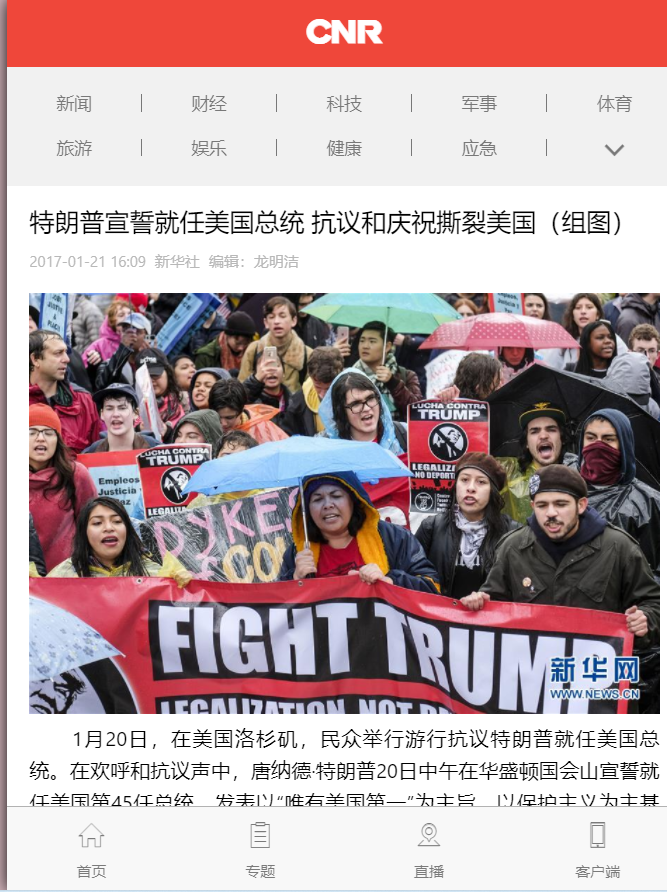 CNR
新闻 财经 科技 军事 体育
旅游 娱乐 健康 应急
特朗普宣誓就任美国总统 抗议和庆祝撕裂美国（组图）
2017-01-21 16:09 新华社 编辑：龙明洁
LUCHA CONTRA
TRUMP
LEGALIZA
NO DEPOR
LUCHA CONTRA
TRUMP
LEGALIZ
Empleos
Justicia
az
DYKE
CO
FIGHT TRUMP
LEGALIZATION, NOT
新华网
WWW.NEWS.CN
1月20日，在美国洛杉矶，民众举行游行抗议特朗普就任美国总
统。在欢呼和抗议声中，唐纳德·特朗普20日中午在华盛顿国会山宣誓就
任美国第45任总统，发表以“唯有美国第一”为主旨、以保护主义为主基
首页 专题 直播 客户端